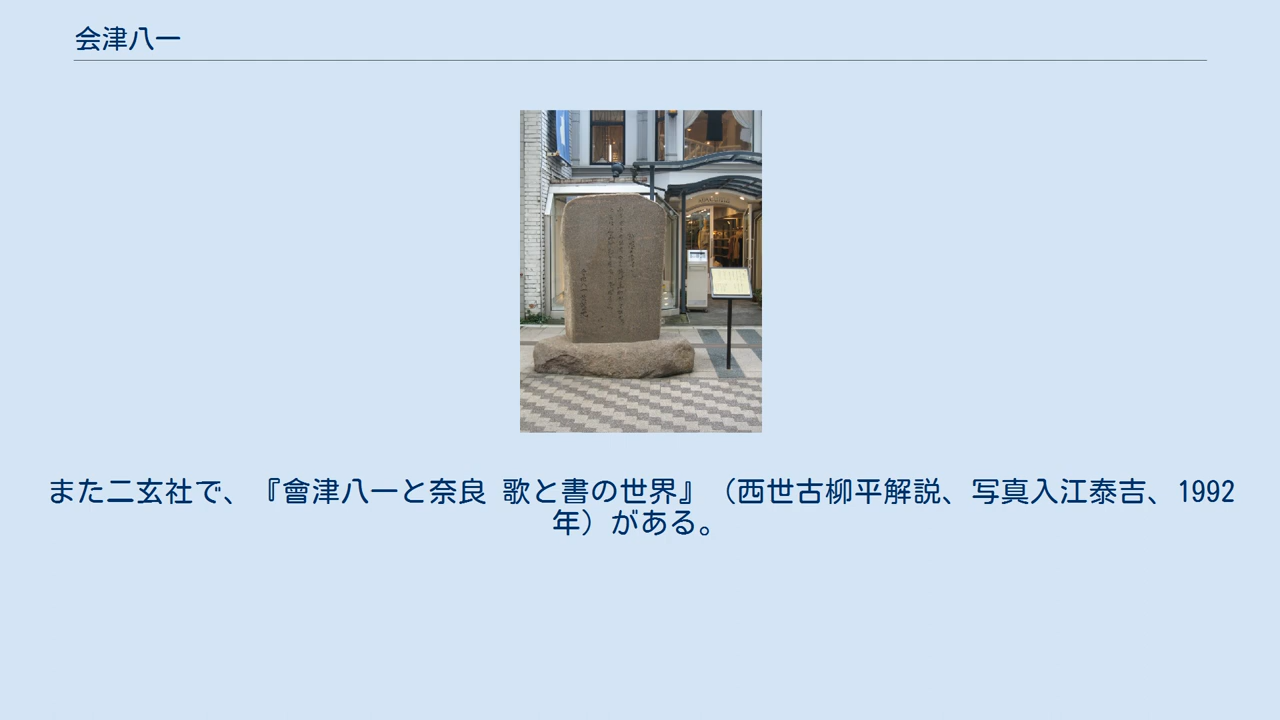 会津八一
また二玄社で、『會津八一と奈良 歌と書の世界』（西世古柳平解説、写真入江泰吉、1992
年）がある。